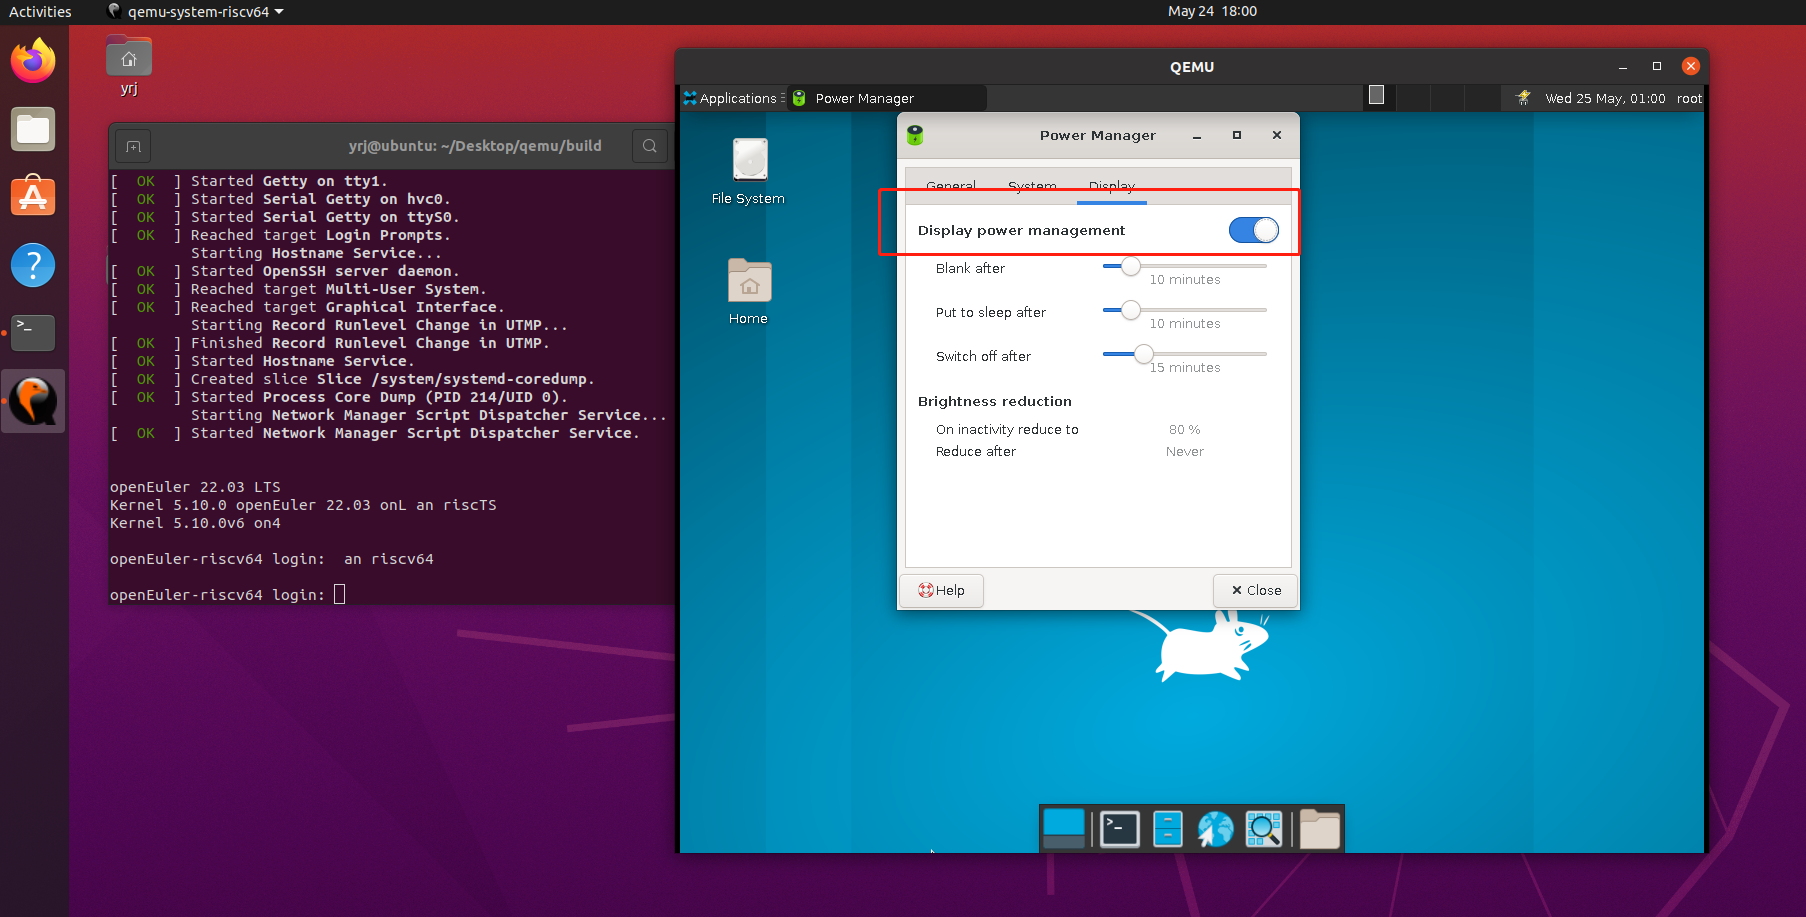 Activities
qemu-system-riscv64
May 24 18:00
yrj
yrj@ubuntu: ~/Desktop/qemu/build
[ OK ] Started Getty on tty1.
[ OK ] Started Serial Getty on hvc0.
[ OK ] Started Serial Getty on ttyS0.
[ OK ] Reached target Login Prompts.
Starting Hostname Service...
[ OK ] Started OpenSSH server daemon.
[ OK ] Reached target Multi-User System.
[ OK ] Reached target Graphical Interface.
Starting Record Runlevel Change in UTMP...
[ OK ] Finished Record Runlevel Change in UTMP.
[ OK ] Started Hostname Service.
[ OK ] Created slice Slice /system/systemd-coredump.
[ OK ] Started Process Core Dump (PID 214/UID 0).
Starting Network Manager Script Dispatcher Service...
[ OK ] Started Network Manager Script Dispatcher Service.
openEuler 22.03 LTS
Kernel 5.10.0 openEuler 22.03 onL an riscTS
Kernel 5.10.0v6 on4
openEuler-riscv64 login:  an riscv64
openEuler-riscv64 login:
QEMU
Applications
Power Manager
Wed 25 May, 01:00
root
File System
Home
Power Manager
General
System
Display
Display power management
Blank after
10 minutes
Put to sleep after
10 minutes
Switch off after
15 minutes
Brightness reduction
On inactivity reduce to
80 %
Reduce after
Never
Help
Close